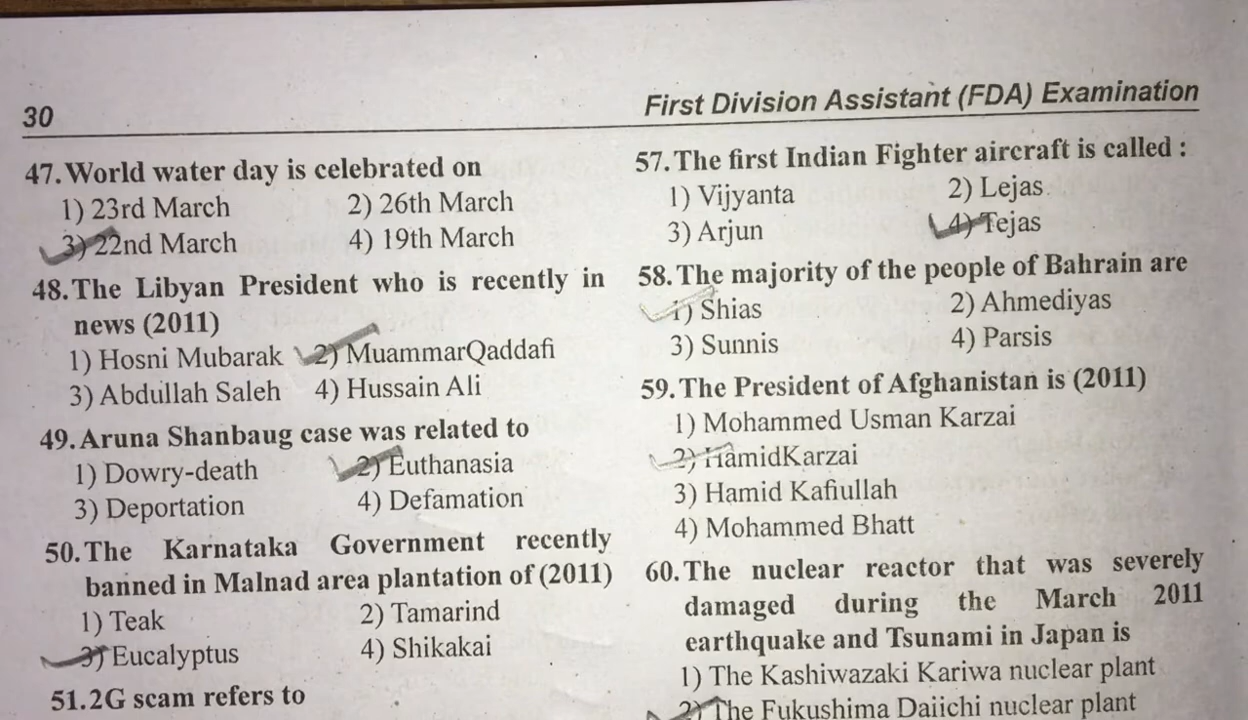 30
First Division Assistant (FDA) Examination
47. World water day is celebrated on
1) 23rd March 2) 26th March
3) 22nd March 4) 19th March
48. The Libyan President who is recently in
news (2011)
1) Hosni Mubarak 2) MuammarQaddafi
3) Abdullah Saleh 4) Hussain Ali
49. Aruna Shanbaug case was related to
1) Dowry-death 2) Euthanasia
3) Deportation 4) Defamation
50. The Karnataka Government recently
banned in Malnad area plantation of (2011)
1) Teak 2) Tamarind
3) Eucalyptus 4) Shikakai
51. 2G scam refers to
57. The first Indian Fighter aircraft is called :
1) Vijyanta 2) Lejas
3) Arjun 4) Tejas
58. The majority of the people of Bahrain are
1) Shias 2) Ahmediyas
3) Sunnis 4) Parsis
59. The President of Afghanistan is (2011)
1) Mohammed Usman Karzai
2) HamidKarzai
3) Hamid Kafiullah
4) Mohammed Bhatt
60. The nuclear reactor that was severely
damaged during the March 2011
earthquake and Tsunami in Japan is
1) The Kashiwazaki Kariwa nuclear plant
2) The Fukushima Daiichi nuclear plant